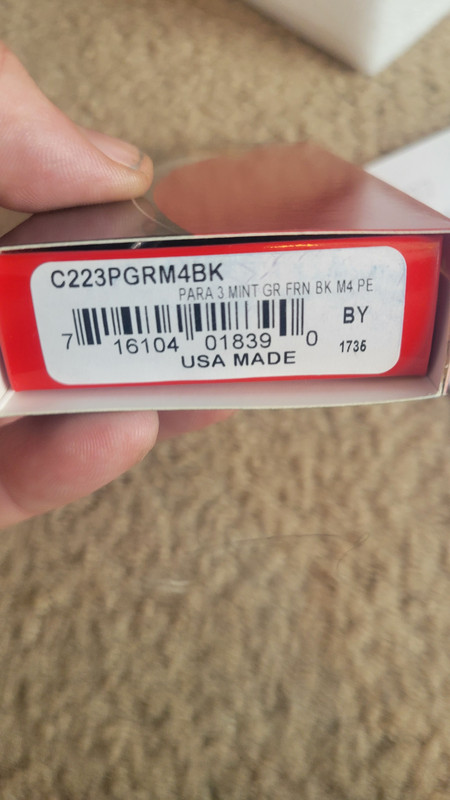 C223PGRM4BK
PARA 3 MINT GR FRN BK M4 PE
7 16104 01839 0
BY
1736
USA MADE